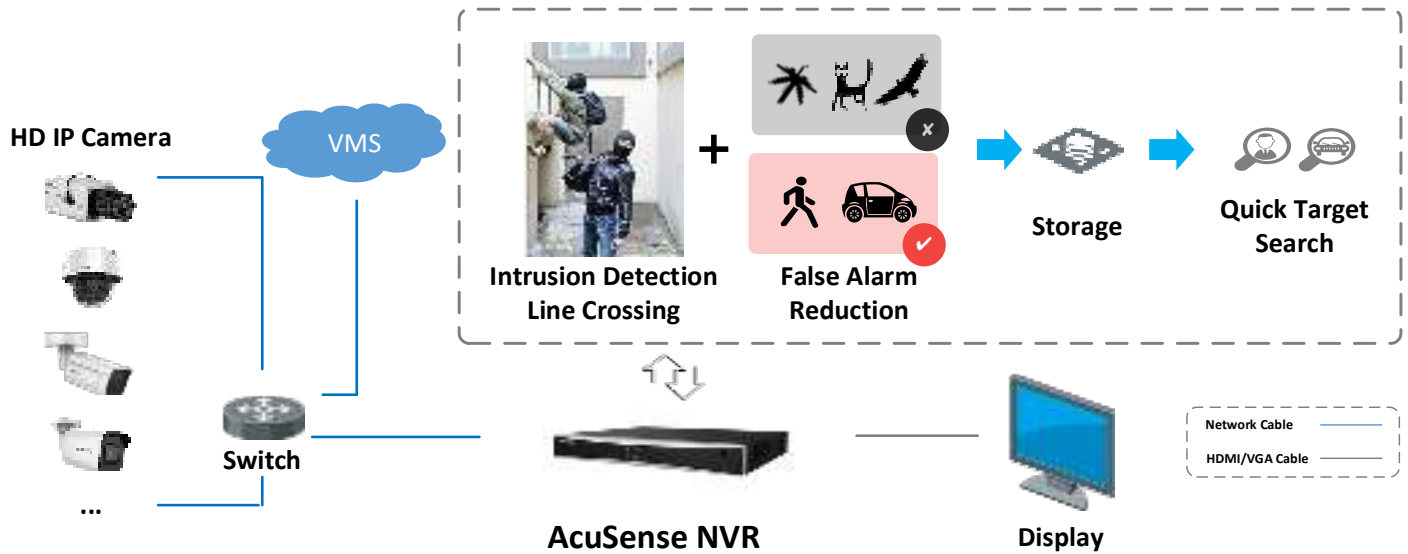 HD IP Camera
VMS
Intrusion Detection
Line Crossing
False Alarm
Reduction
Storage
Quick Target
Search
Switch
...
AcuSense NVR
Display
Network Cable
HDMI/VGA Cable